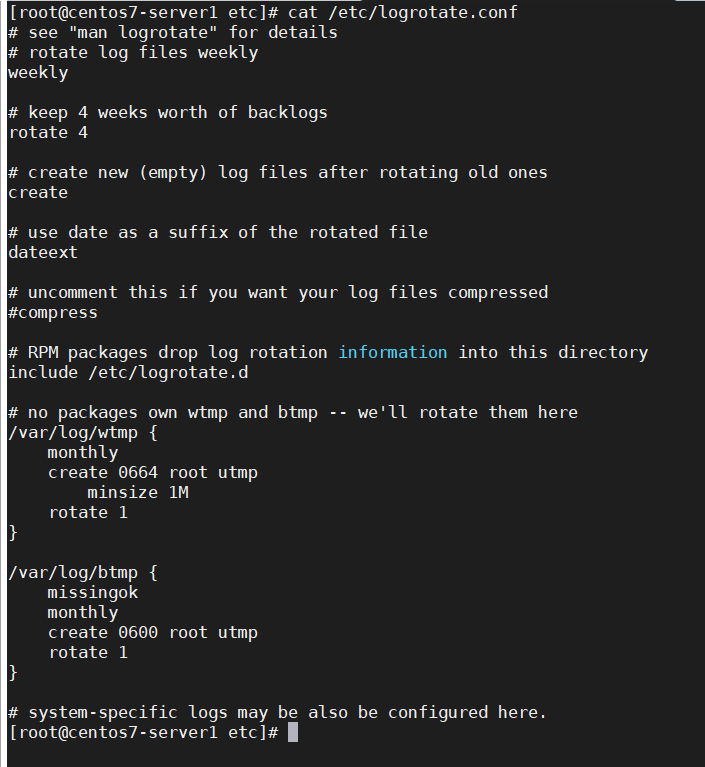 [root@centos7-server1 etc]# cat /etc/logrotate.conf
# see "man logrotate" for details
# rotate log files weekly
weekly

# keep 4 weeks worth of backlogs
rotate 4

# create new (empty) log files after rotating old ones
create

# use date as a suffix of the rotated file
dateext

# uncomment this if you want your log files compressed
#compress

# RPM packages drop log rotation information into this directory
include /etc/logrotate.d

# no packages own wtmp and btmp -- we'll rotate them here
/var/log/wtmp {
    monthly
    create 0664 root utmp
        minsize 1M
    rotate 1
}

/var/log/btmp {
    missingok
    monthly
    create 0600 root utmp
    rotate 1
}

# system-specific logs may be also be configured here.
[root@centos7-server1 etc]#